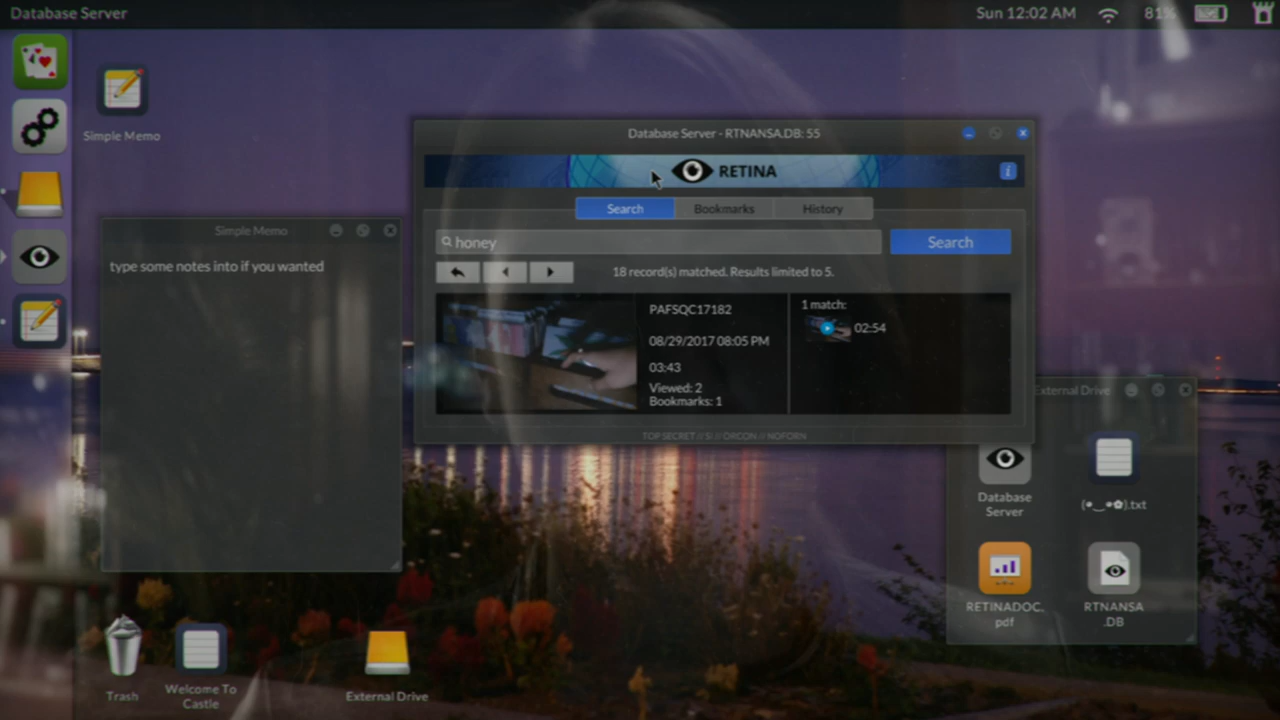 Database Server
Sun 12:02 AM
81%
Simple Memo
Database Server - RTNANSA.DB: 55
RETINA
Search
Bookmarks
History
honey
Search
18 record(s) matched. Results limited to 5.
PAFSQC17182
08/29/2017 08:05 PM
03:43
Viewed: 2
Bookmarks: 1
1 match:
02:54
TOP SECRET // SI // ORCON // NOFORN
Simple Memo
type some notes into if you wanted
External Drive
Database
Server
(•‿•✿).txt
RETINADOC.
pdf
RTNANSA
.DB
Trash
Welcome To
Castle
External Drive